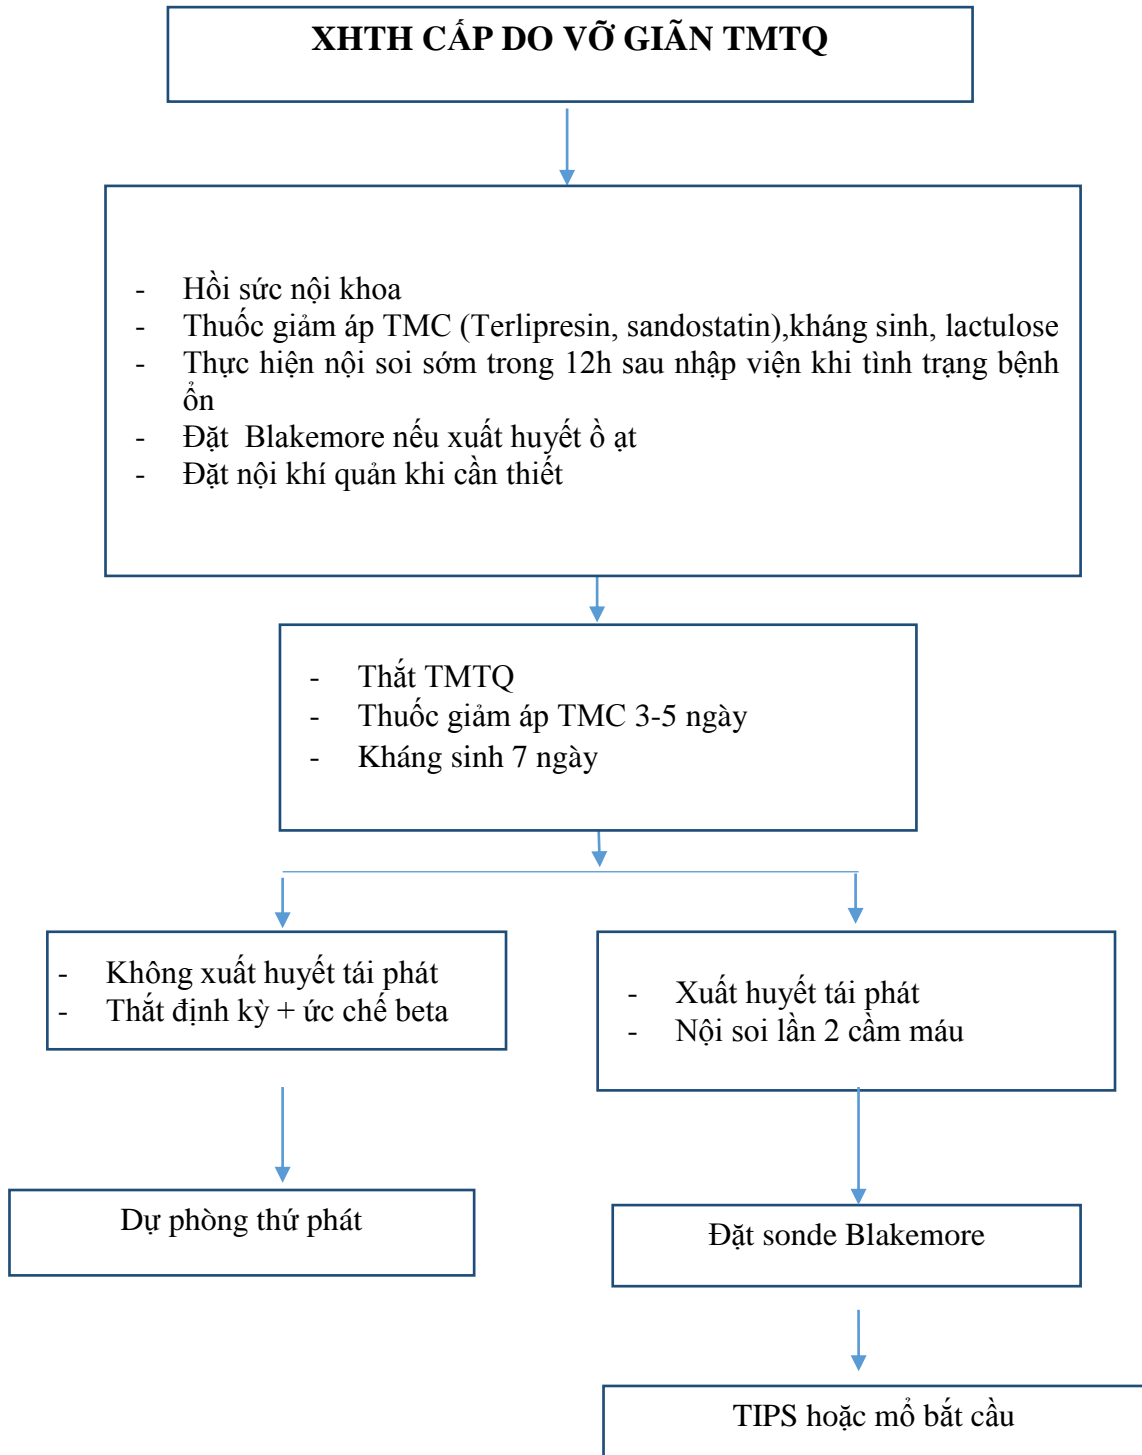 XHTH CẤP DO VỠ GIÃN TMTQ
- Hồi sức nội khoa
- Thuốc giảm áp TMC (Terlipresin, sandostatin),kháng sinh, lactulose
- Thực hiện nội soi sớm trong 12h sau nhập viện khi tình trạng bệnh
ổn
- Đặt Blakemore nếu xuất huyết ồ ạt
- Đặt nội khí quản khi cần thiết
- Thắt TMTQ
- Thuốc giảm áp TMC 3-5 ngày
- Kháng sinh 7 ngày
- Không xuất huyết tái phát
- Thắt định kỳ + ức chế beta
- Xuất huyết tái phát
- Nội soi lần 2 cầm máu
Dự phòng thứ phát
Đặt sonde Blakemore
TIPS hoặc mổ bắt cầu